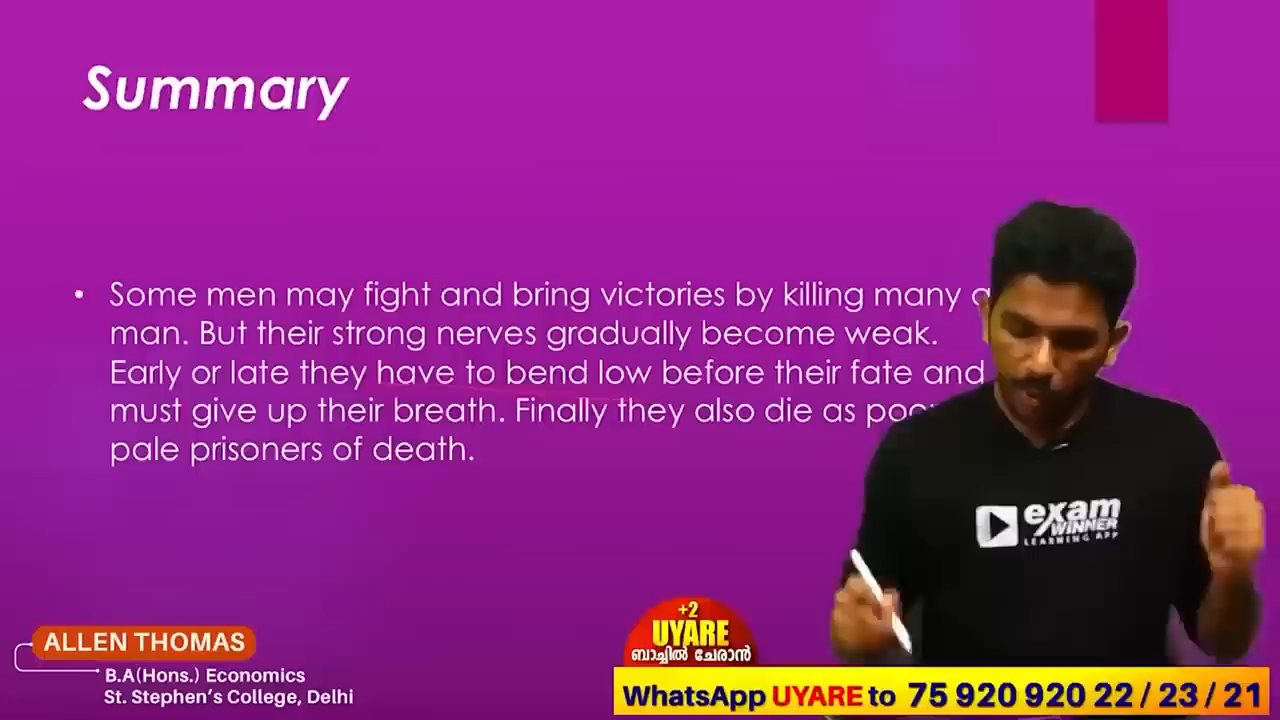 Summary
• Some men may fight and bring victories by killing many a
man. But their strong nerves gradually become weak.
Early or late they have to bend low before their fate and
must give up their breath. Finally they also die as poor
pale prisoners of death.
exam
WINNER
LEARNING APP
+2
UYARE
ബാച്ചിൽ ചേരാൻ
ALLEN THOMAS
B.A(Hons.) Economics
St. Stephen's College, Delhi
WhatsApp UYARE to 75 920 920 22 / 23 / 21